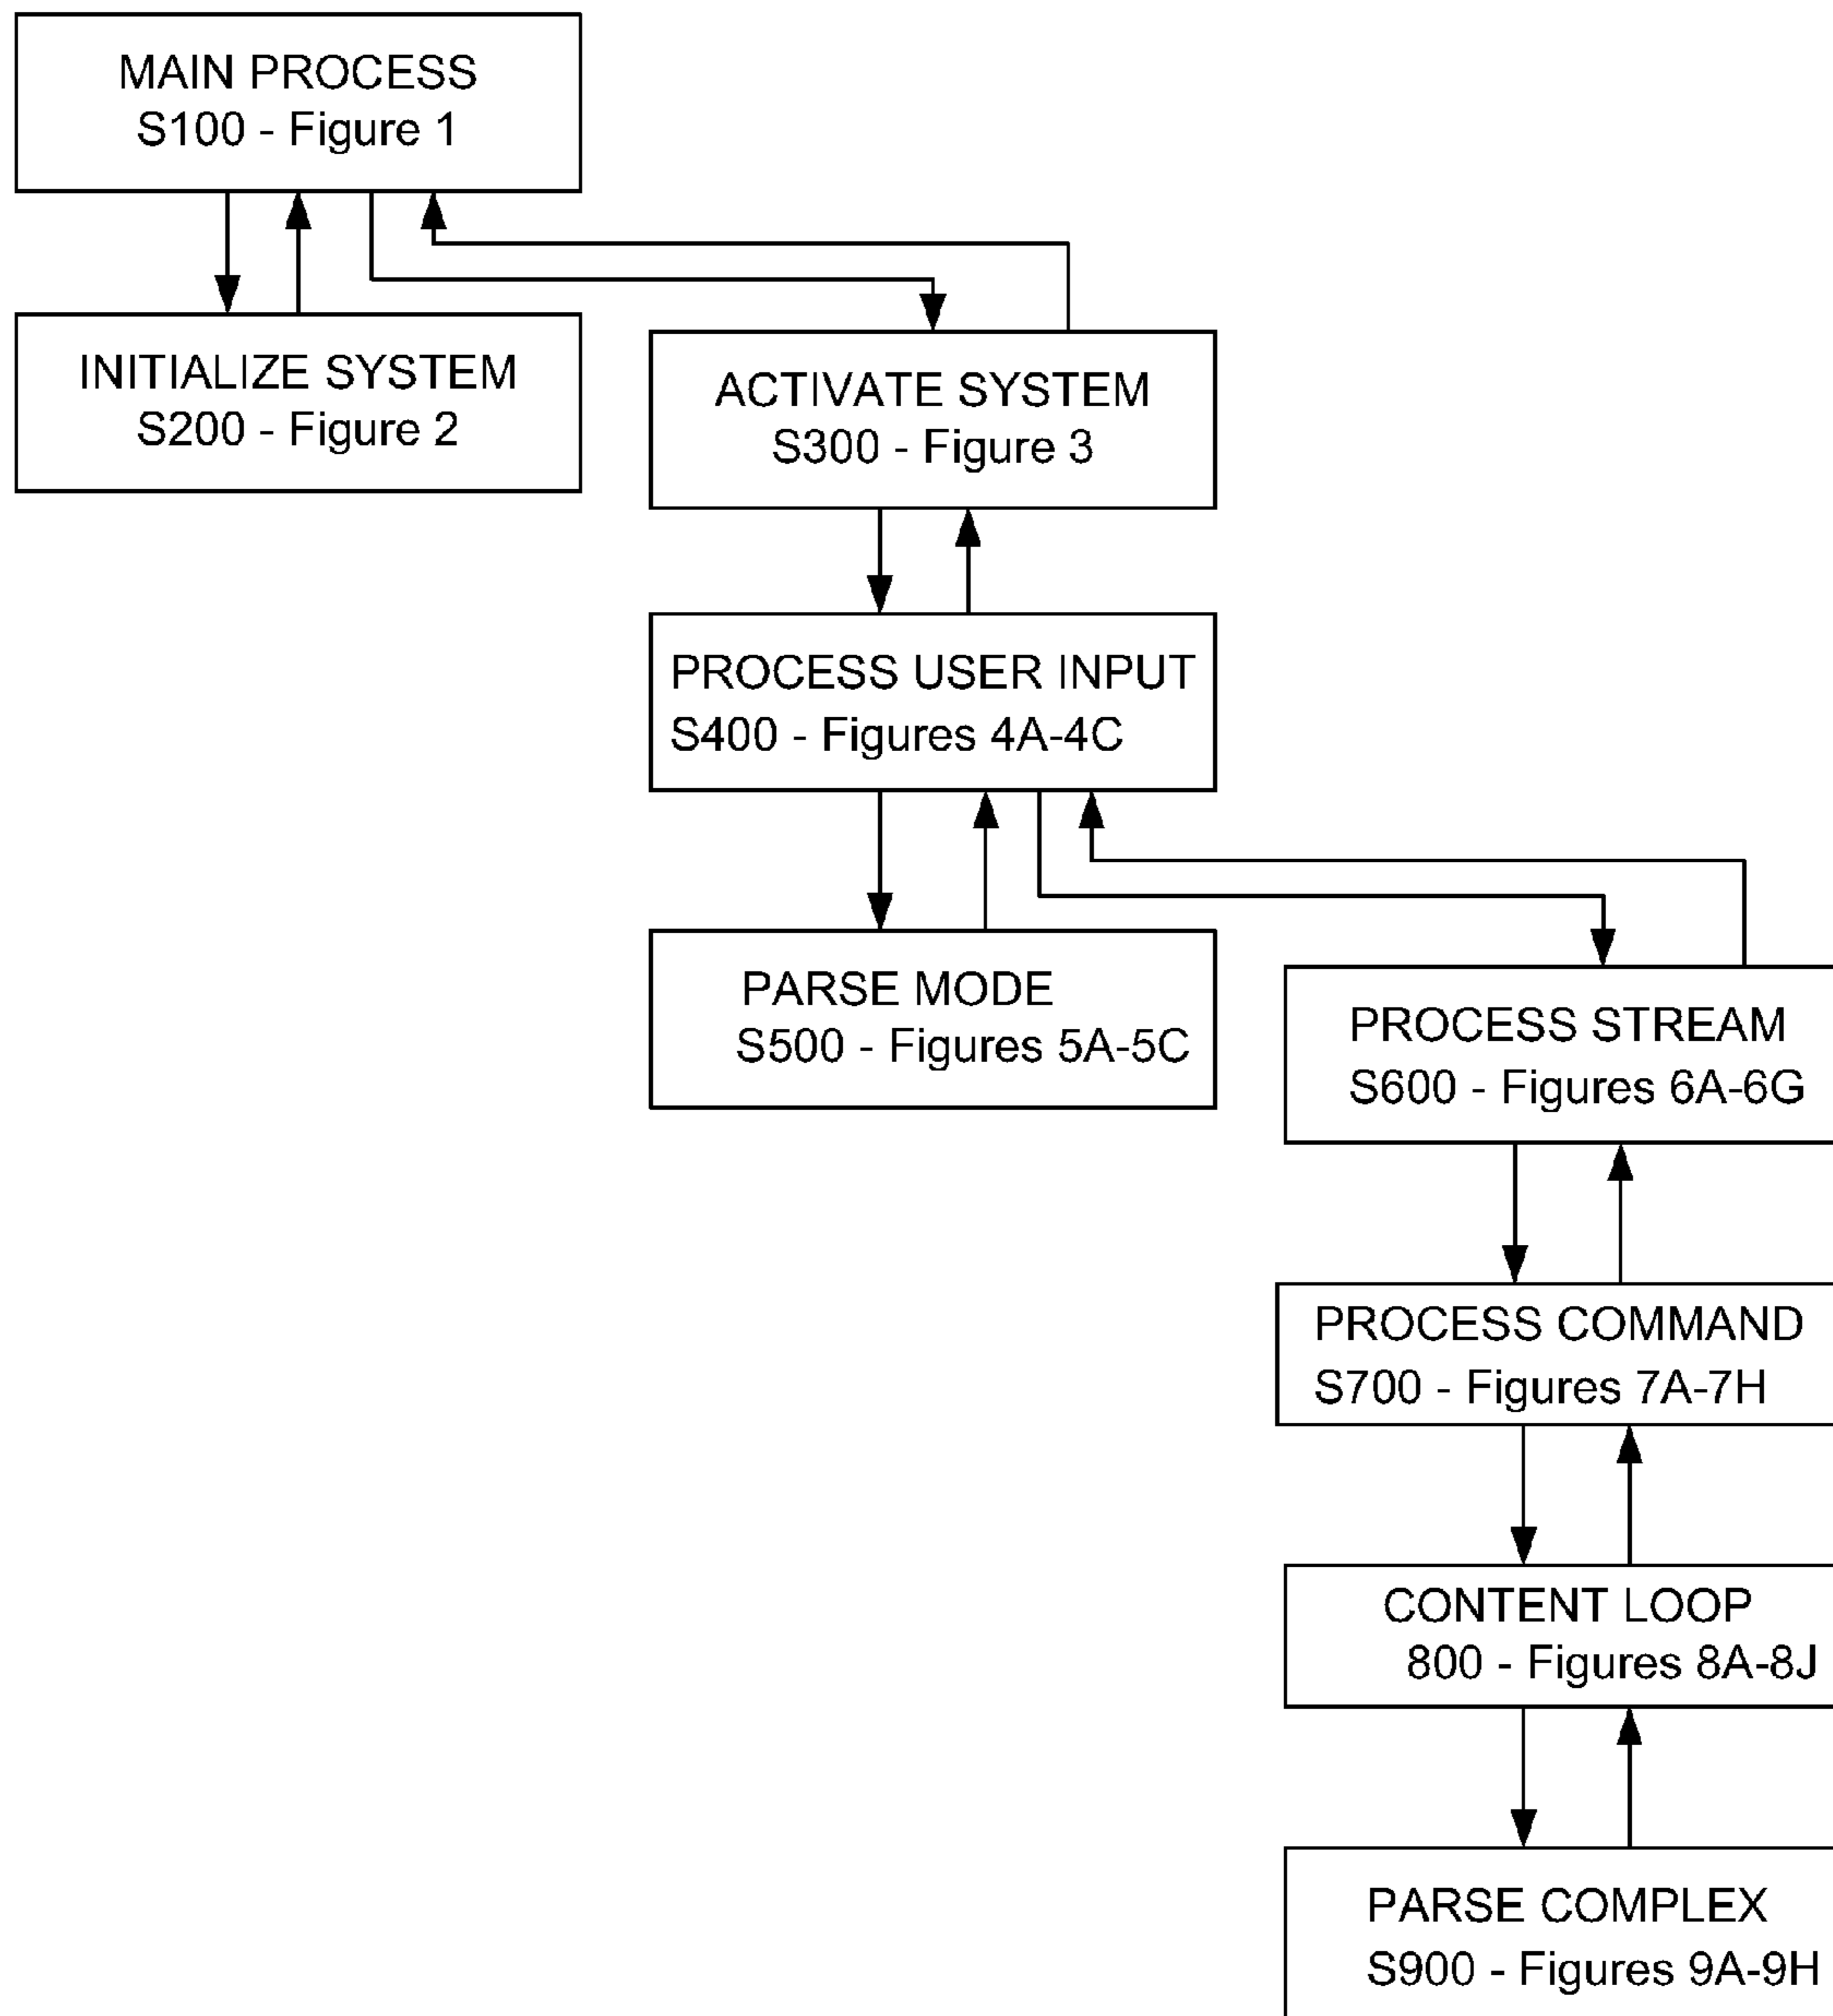 MAIN PROCESS
S100 - Figure 1
INITIALIZE SYSTEM
S200 - Figure 2
ACTIVATE SYSTEM
S300 - Figure 3
PROCESS USER INPUT
S400 - Figures 4A-4C
PARSE MODE
S500 - Figures 5A-5C
PROCESS STREAM
S600 - Figures 6A-6G
PROCESS COMMAND
S700 - Figures 7A-7H
CONTENT LOOP
800 - Figures 8A-8J
PARSE COMPLEX
S900 - Figures 9A-9H